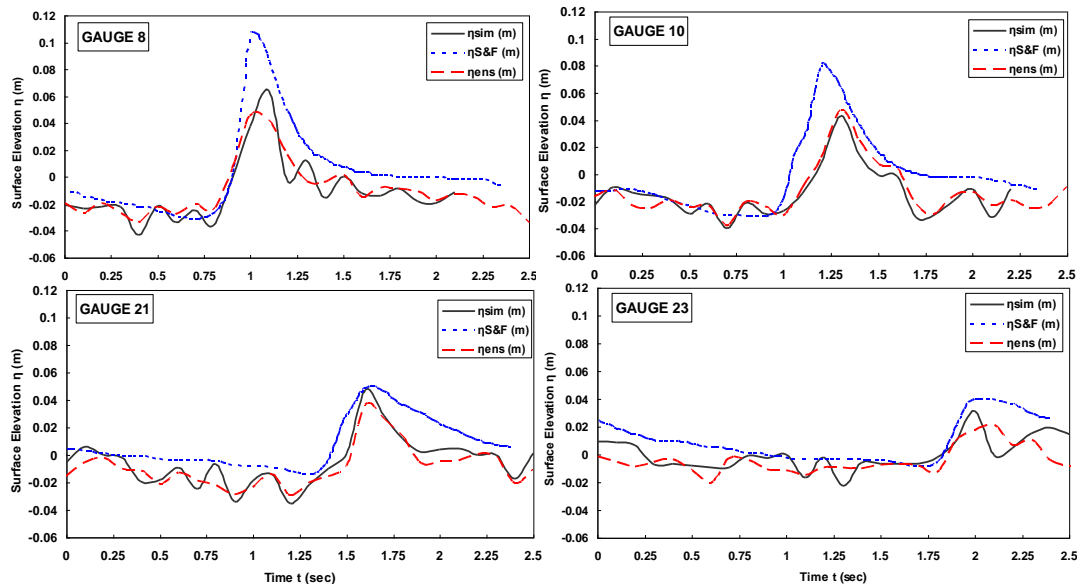 GAUGE 8
ηsim (m)
ηS&F (m)
ηens (m)
Surface Elevation η (m)
0.12
0.1
0.08
0.06
0.04
0.02
0
-0.02
-0.04
-0.06
0 0.25 0.5 0.75 1 1.25 1.5 1.75 2 2.25 2.5
GAUGE 10
ηsim (m)
ηS&F (m)
ηens (m)
Surface Elevation η (m)
0.12
0.1
0.08
0.06
0.04
0.02
0
-0.02
-0.04
-0.06
0 0.25 0.5 0.75 1 1.25 1.5 1.75 2 2.25 2.5
GAUGE 21
ηsim (m)
ηS&F (m)
ηens (m)
Surface Elevation η (m)
0.12
0.1
0.08
0.06
0.04
0.02
0
-0.02
-0.04
-0.06
0 0.25 0.5 0.75 1 1.25 1.5 1.75 2 2.25 2.5
Time t (sec)
GAUGE 23
ηsim (m)
ηS&F (m)
ηens (m)
Surface Elevation η (m)
0.12
0.1
0.08
0.06
0.04
0.02
0
-0.02
-0.04
-0.06
0 0.25 0.5 0.75 1 1.25 1.5 1.75 2 2.25 2.5
Time t (sec)